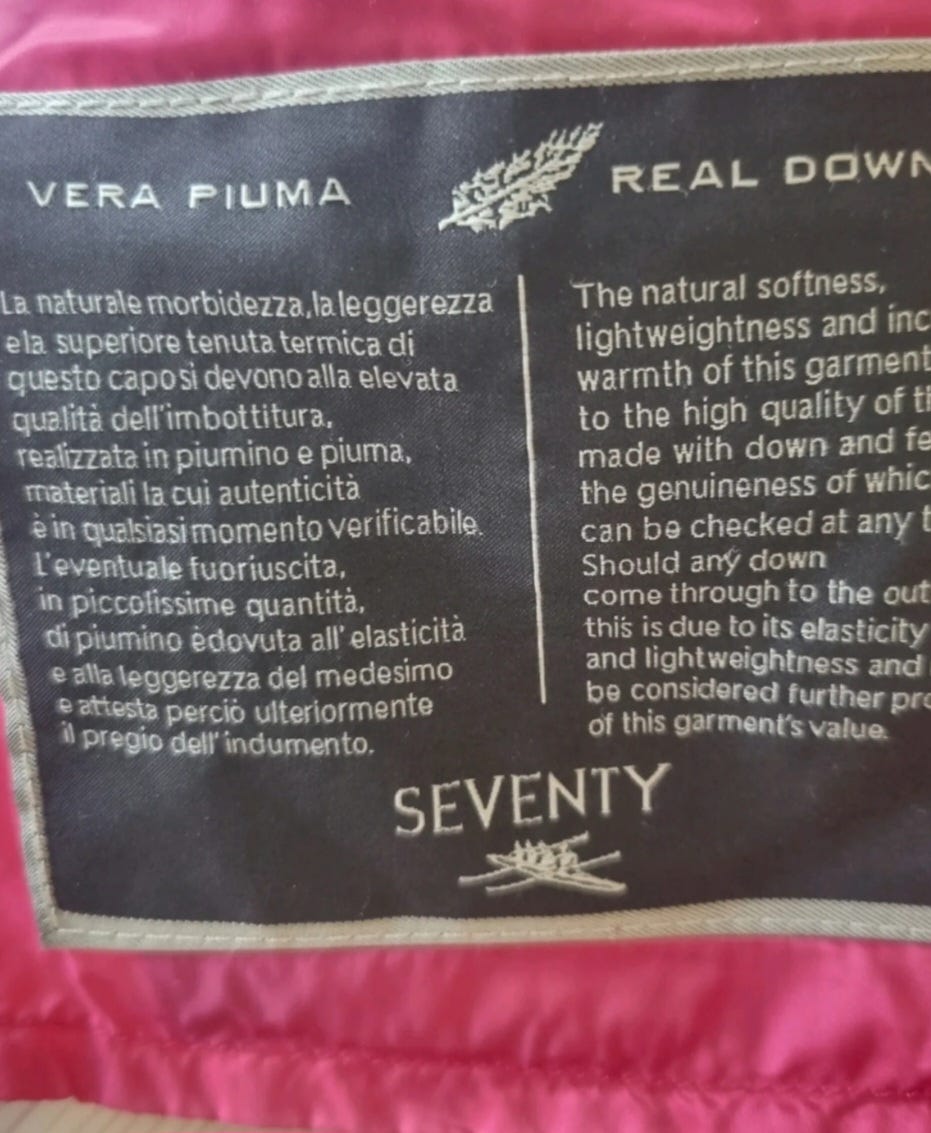 VERA PIUMA
La naturale morbidezza, la leggerezza
e la superiore tenuta termica di
questo capo si devono alla elevata
qualità dell'imbottitura,
realizzata in piumino e piuma,
materiali la cui autenticità
è in qualsiasi momento verificabile.
L'eventuale fuoriuscita,
in piccolissime quantità,
di piumino è dovuta all'elasticità
e alla leggerezza del medesimo
e attesta perciò ulteriormente
il pregio dell'indumento.
REAL DOWN
The natural softness,
lightweightness and inc
warmth of this garment
to the high quality of
made with down and fe
the genuineness of whic
can be checked at any t
Should any down
come through to the out
this is due to its elasticity
and lightweightness and
be considered further pro
of this garment's value.
SEVENTY